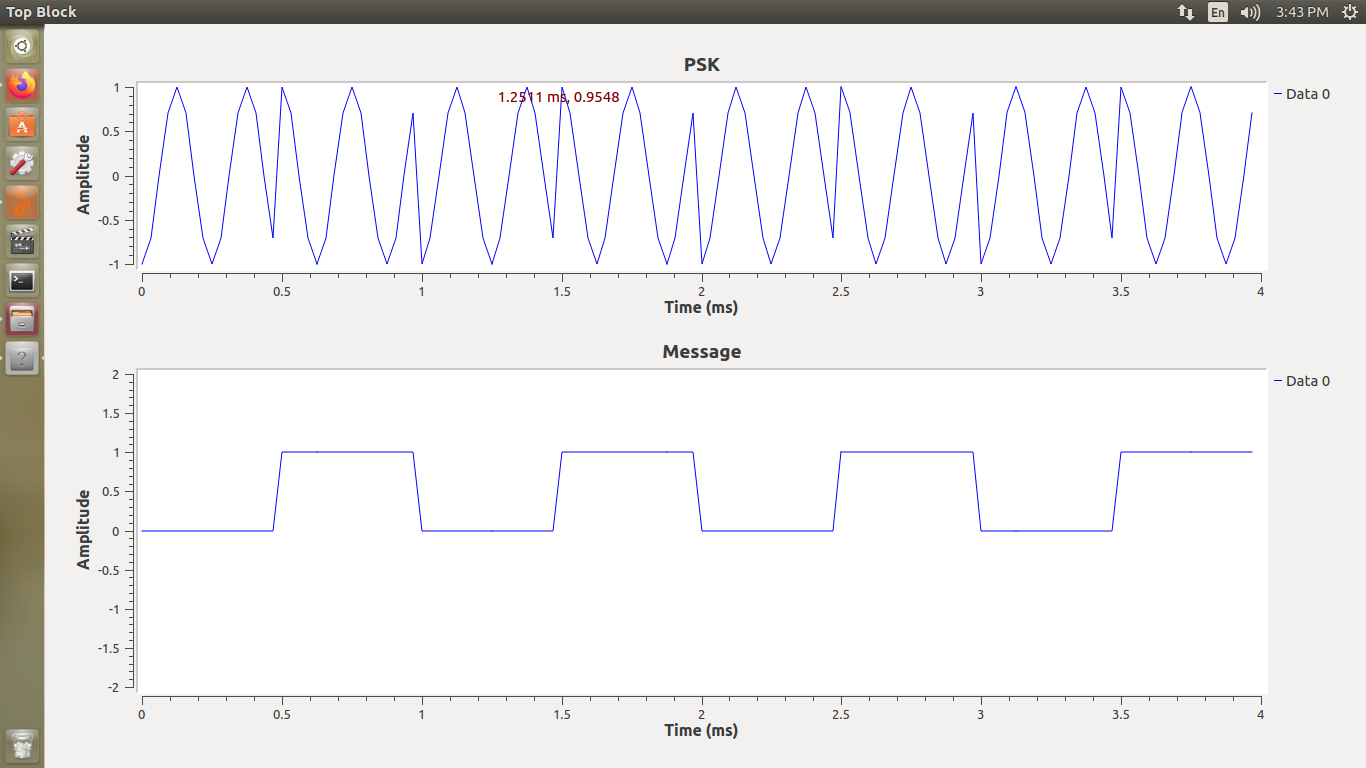 Top Block
En
3:43 PM
PSK
1.2511 ms, 0.9548
Data 0
Amplitude
1
0.5
0
-0.5
-1
0 0.5 1 1.5 2 2.5 3 3.5 4
Time (ms)
Message
Data 0
Amplitude
2
1.5
1
0.5
0
-0.5
-1
-1.5
-2
0 0.5 1 1.5 2 2.5 3 3.5 4
Time (ms)